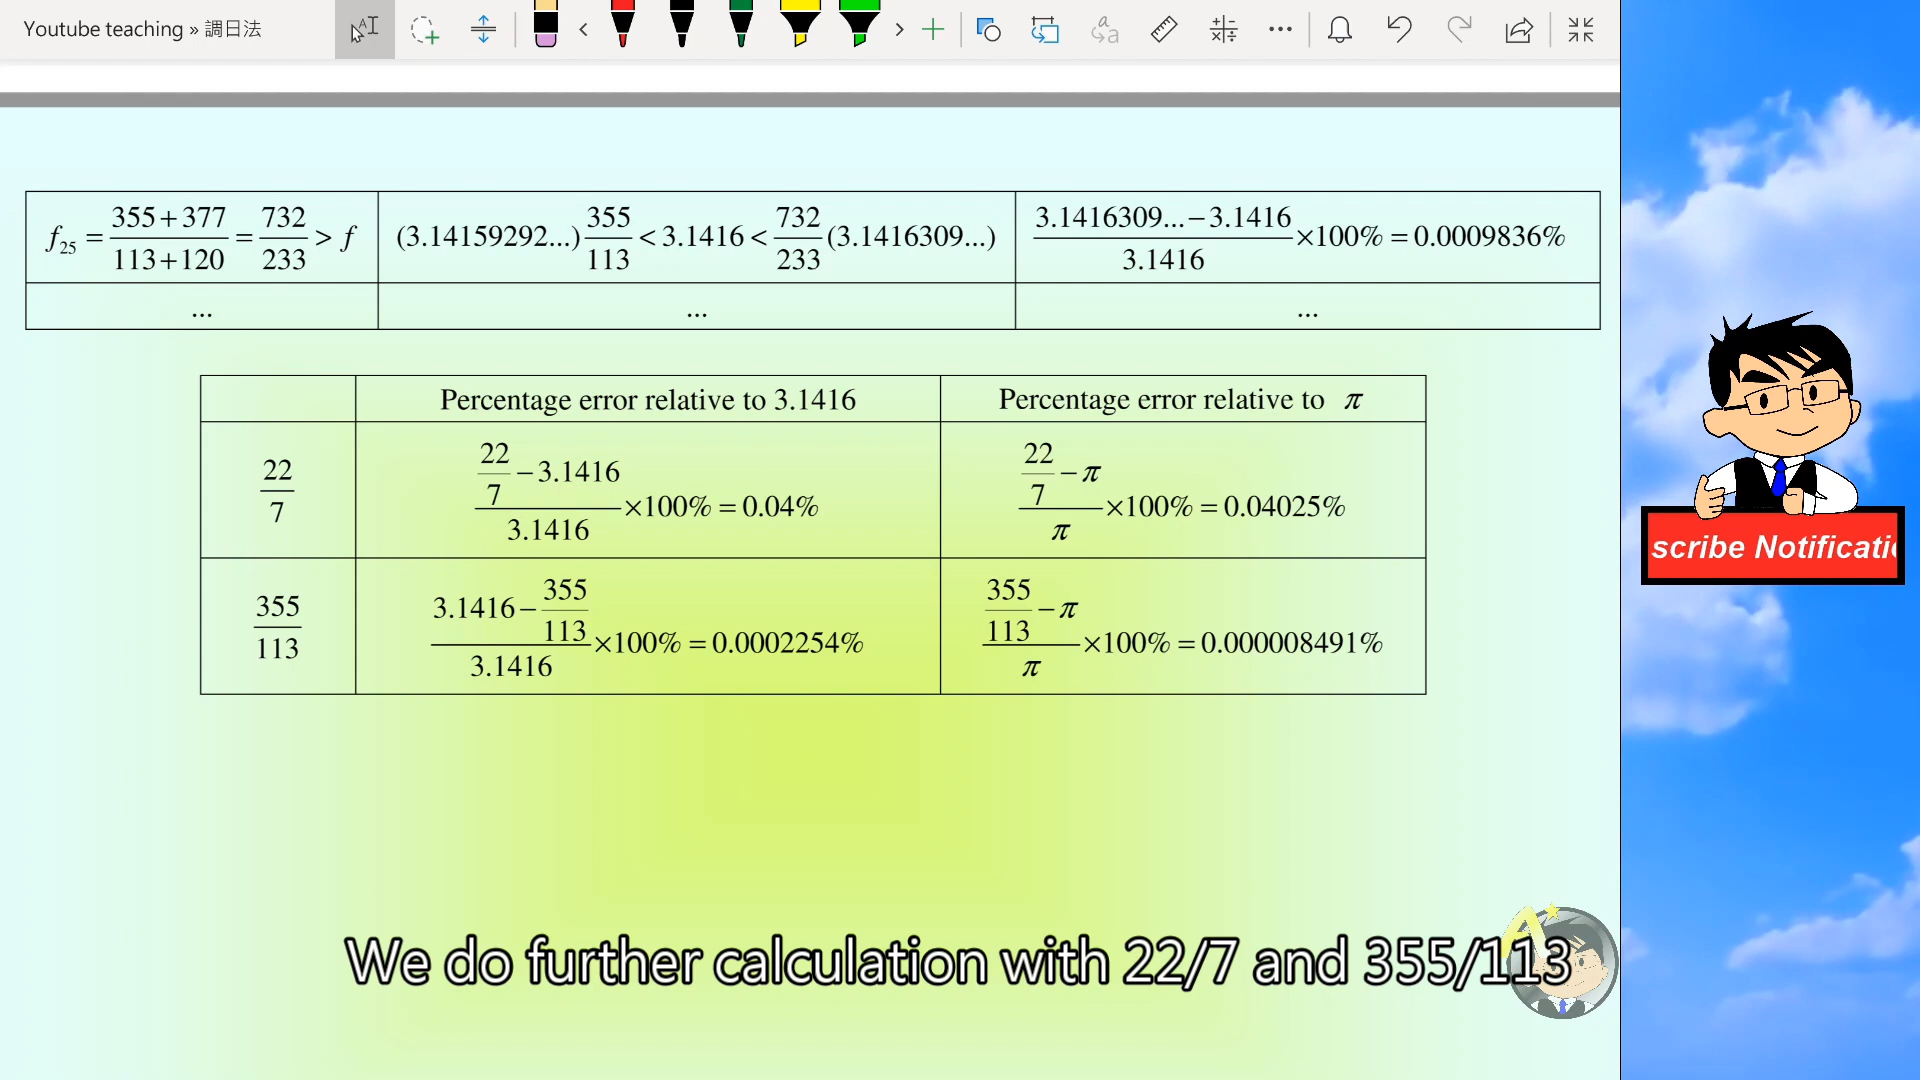 Youtube teaching » 調日法
f₂₅ = (355+377)/(113+120) = 732/233 > f
(3.14159292...) 355/113 < 3.1416 < 732/233 (3.1416309...)
(3.1416309... − 3.1416)/3.1416 ×100% = 0.0009836%
... ... ...
Percentage error relative to 3.1416
Percentage error relative to π
22/7
(22/7 − 3.1416)/3.1416 ×100% = 0.04%
(22/7 − π)/π ×100% = 0.04025%
355/113
(3.1416 − 355/113)/3.1416 ×100% = 0.0002254%
(355/113 − π)/π ×100% = 0.000008491%
scribe Notificati
We do further calculation with 22/7 and 355/113